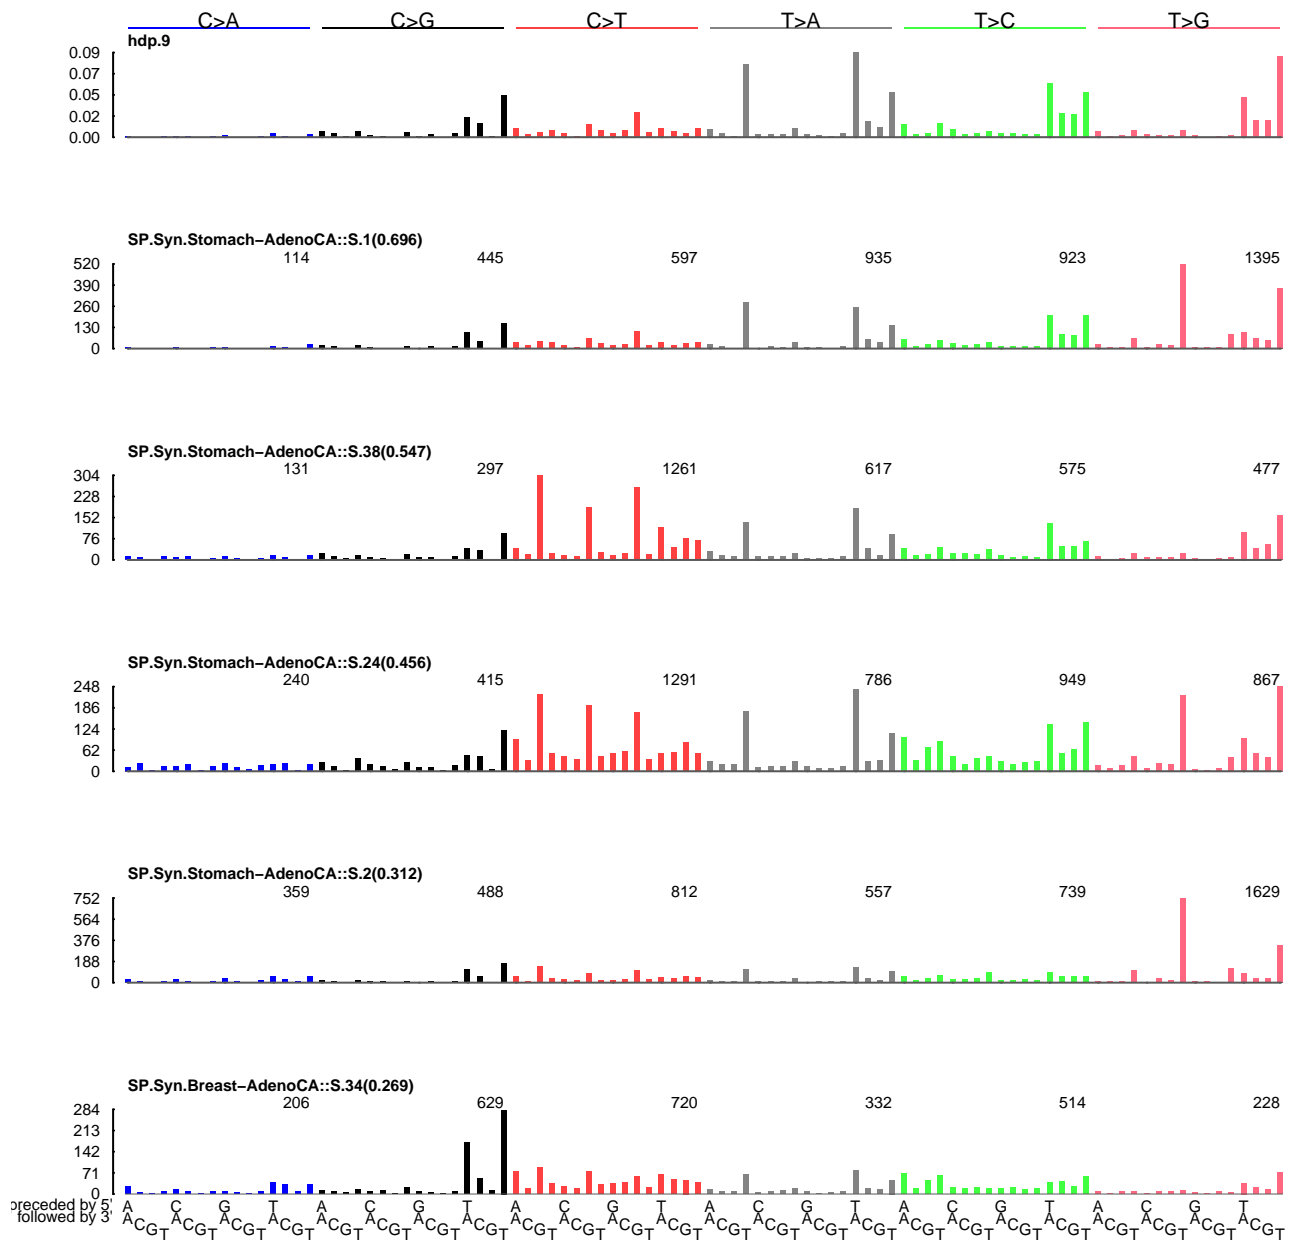 C>A C>G C>T T>A T>C T>G
hdp.9
0.09
0.07
0.05
0.02
0.00
SP.Syn.Stomach−AdenoCA::S.1(0.696)
114 445 597 935 923 1395
520
390
260
130
0
SP.Syn.Stomach−AdenoCA::S.38(0.547)
131 297 1261 617 575 477
304
228
152
76
0
SP.Syn.Stomach−AdenoCA::S.24(0.456)
240 415 1291 786 949 867
248
186
124
62
0
SP.Syn.Stomach−AdenoCA::S.2(0.312)
359 488 812 557 739 1629
752
564
376
188
0
SP.Syn.Breast−AdenoCA::S.34(0.269)
206 629 720 332 514 228
284
213
142
71
0
preceded by 5' A C G T A C G T A C G T A C G T A C G T A C G T
followed by 3' A C G T A C G T A C G T A C G T A C G T A C G T A C G T A C G T A C G T A C G T A C G T A C G T A C G T A C G T A C G T A C G T A C G T A C G T A C G T A C G T A C G T A C G T A C G T A C G T